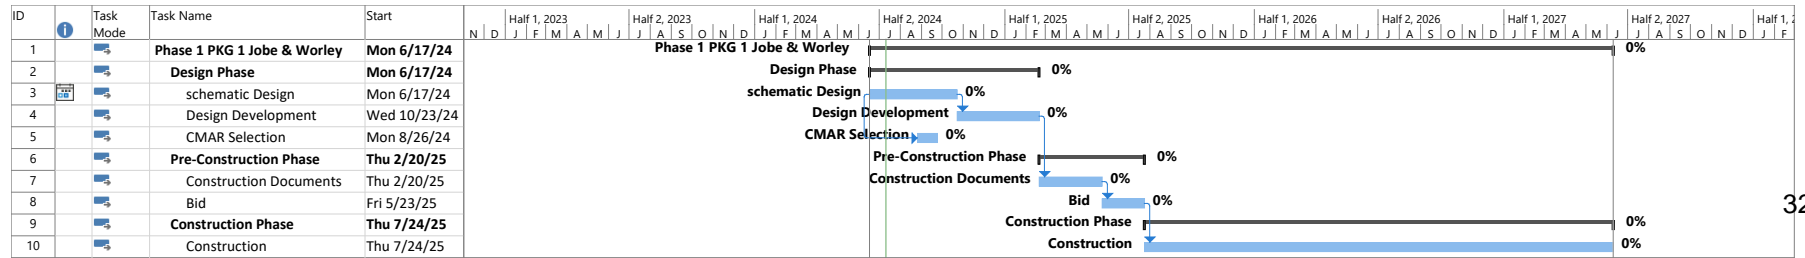 ID Task Mode Task Name Start
Half 1, 2023 Half 2, 2023 Half 1, 2024 Half 2, 2024 Half 1, 2025 Half 2, 2025 Half 1, 2026 Half 2, 2026 Half 1, 2027 Half 2, 2027 Half 1, 2
N D J F M A M J J A S O N D J F M A M J J A S O N D J F M A M J J A S O N D J F M A M J J A S O N D J F M A M J J A S O N D J F
1 Phase 1 PKG 1 Jobe & Worley Mon 6/17/24 Phase 1 PKG 1 Jobe & Worley 0%
2 Design Phase Mon 6/17/24 Design Phase 0%
3 schematic Design Mon 6/17/24 schematic Design 0%
4 Design Development Wed 10/23/24 Design Development 0%
5 CMAR Selection Mon 8/26/24 CMAR Selection 0%
6 Pre-Construction Phase Thu 2/20/25 Pre-Construction Phase 0%
7 Construction Documents Thu 2/20/25 Construction Documents 0%
8 Bid Fri 5/23/25 Bid 0%
32
9 Construction Phase Thu 7/24/25 Construction Phase 0%
10 Construction Thu 7/24/25 Construction 0%